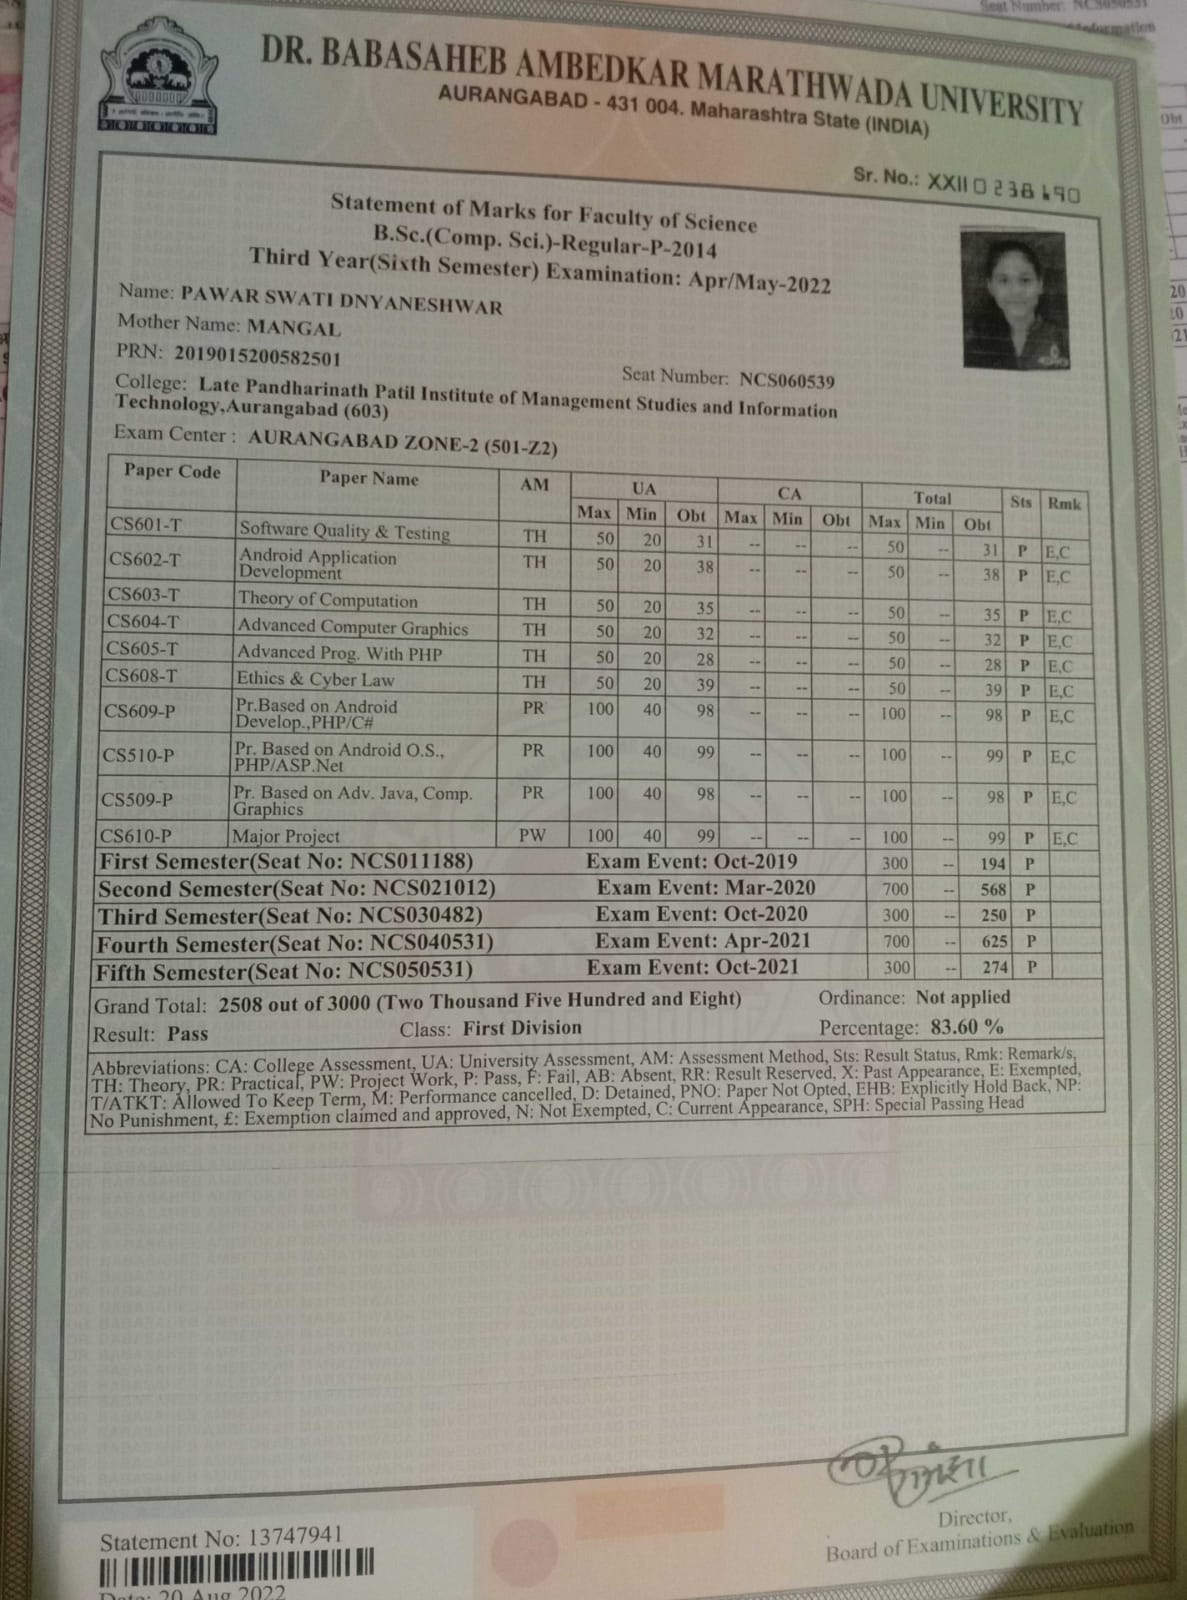 DR. BABASAHEB AMBEDKAR MARATHWADA UNIVERSITY
AURANGABAD - 431 004. Maharashtra State (INDIA)
Sr. No.: XXII 0 238
Statement of Marks for Faculty of Science
B.Sc.(Comp. Sci.)-Regular-P-2014
Third Year(Sixth Semester) Examination: Apr/May-2022
Name: PAWAR SWATI DNYANESHWAR
Mother Name: MANGAL
PRN: 2019015200582501
Seat Number: NCS060539
College: Late Pandharinath Patil Institute of Management Studies and Information
Technology,Aurangabad (603)
Exam Center : AURANGABAD ZONE-2 (501-Z2)
Paper Code Paper Name AM UA CA Total Sts Rmk
Max Min Obt Max Min Obt Max Min Obt
CS601-T Software Quality & Testing TH 50 20 31 -- -- -- 50 -- 31 P E,C
CS602-T Android Application
Development TH 50 20 38 -- -- -- 50 -- 38 P E,C
CS603-T Theory of Computation TH 50 20 35 -- -- -- 50 -- 35 P E,C
CS604-T Advanced Computer Graphics TH 50 20 32 -- -- -- 50 -- 32 P E,C
CS605-T Advanced Prog. With PHP TH 50 20 28 -- -- -- 50 -- 28 P E,C
CS608-T Ethics & Cyber Law TH 50 20 39 -- -- -- 50 -- 39 P E,C
CS609-P Pr.Based on Android
Develop.,PHP/C# PR 100 40 98 -- -- -- 100 -- 98 P E,C
CS510-P Pr. Based on Android O.S.,
PHP/ASP.Net PR 100 40 99 -- -- -- 100 -- 99 P E,C
CS509-P Pr. Based on Adv. Java, Comp.
Graphics PR 100 40 98 -- -- -- 100 -- 98 P E,C
CS610-P Major Project PW 100 40 99 -- -- -- 100 -- 99 P E,C
First Semester(Seat No: NCS011188) Exam Event: Oct-2019 300 -- 194 P
Second Semester(Seat No: NCS021012) Exam Event: Mar-2020 700 -- 568 P
Third Semester(Seat No: NCS030482) Exam Event: Oct-2020 300 -- 250 P
Fourth Semester(Seat No: NCS040531) Exam Event: Apr-2021 700 -- 625 P
Fifth Semester(Seat No: NCS050531) Exam Event: Oct-2021 300 -- 274 P
Grand Total: 2508 out of 3000 (Two Thousand Five Hundred and Eight) Ordinance: Not applied
Result: Pass Class: First Division Percentage: 83.60 %
Abbreviations: CA: College Assessment, UA: University Assessment, AM: Assessment Method, Sts: Result Status, Rmk: Remark/s,
TH: Theory, PR: Practical, PW: Project Work, P: Pass, F: Fail, AB: Absent, RR: Result Reserved, X: Past Appearance, E: Exempted,
T/ATKT: Allowed To Keep Term, M: Performance cancelled, D: Detained, PNO: Paper Not Opted, EHB: Explicitly Hold Back, NP:
No Punishment, £: Exemption claimed and approved, N: Not Exempted, C: Current Appearance, SPH: Special Passing Head
Director,
Board of Examinations & Evaluation
Statement No: 13747941
Date: 20 Aug 2022